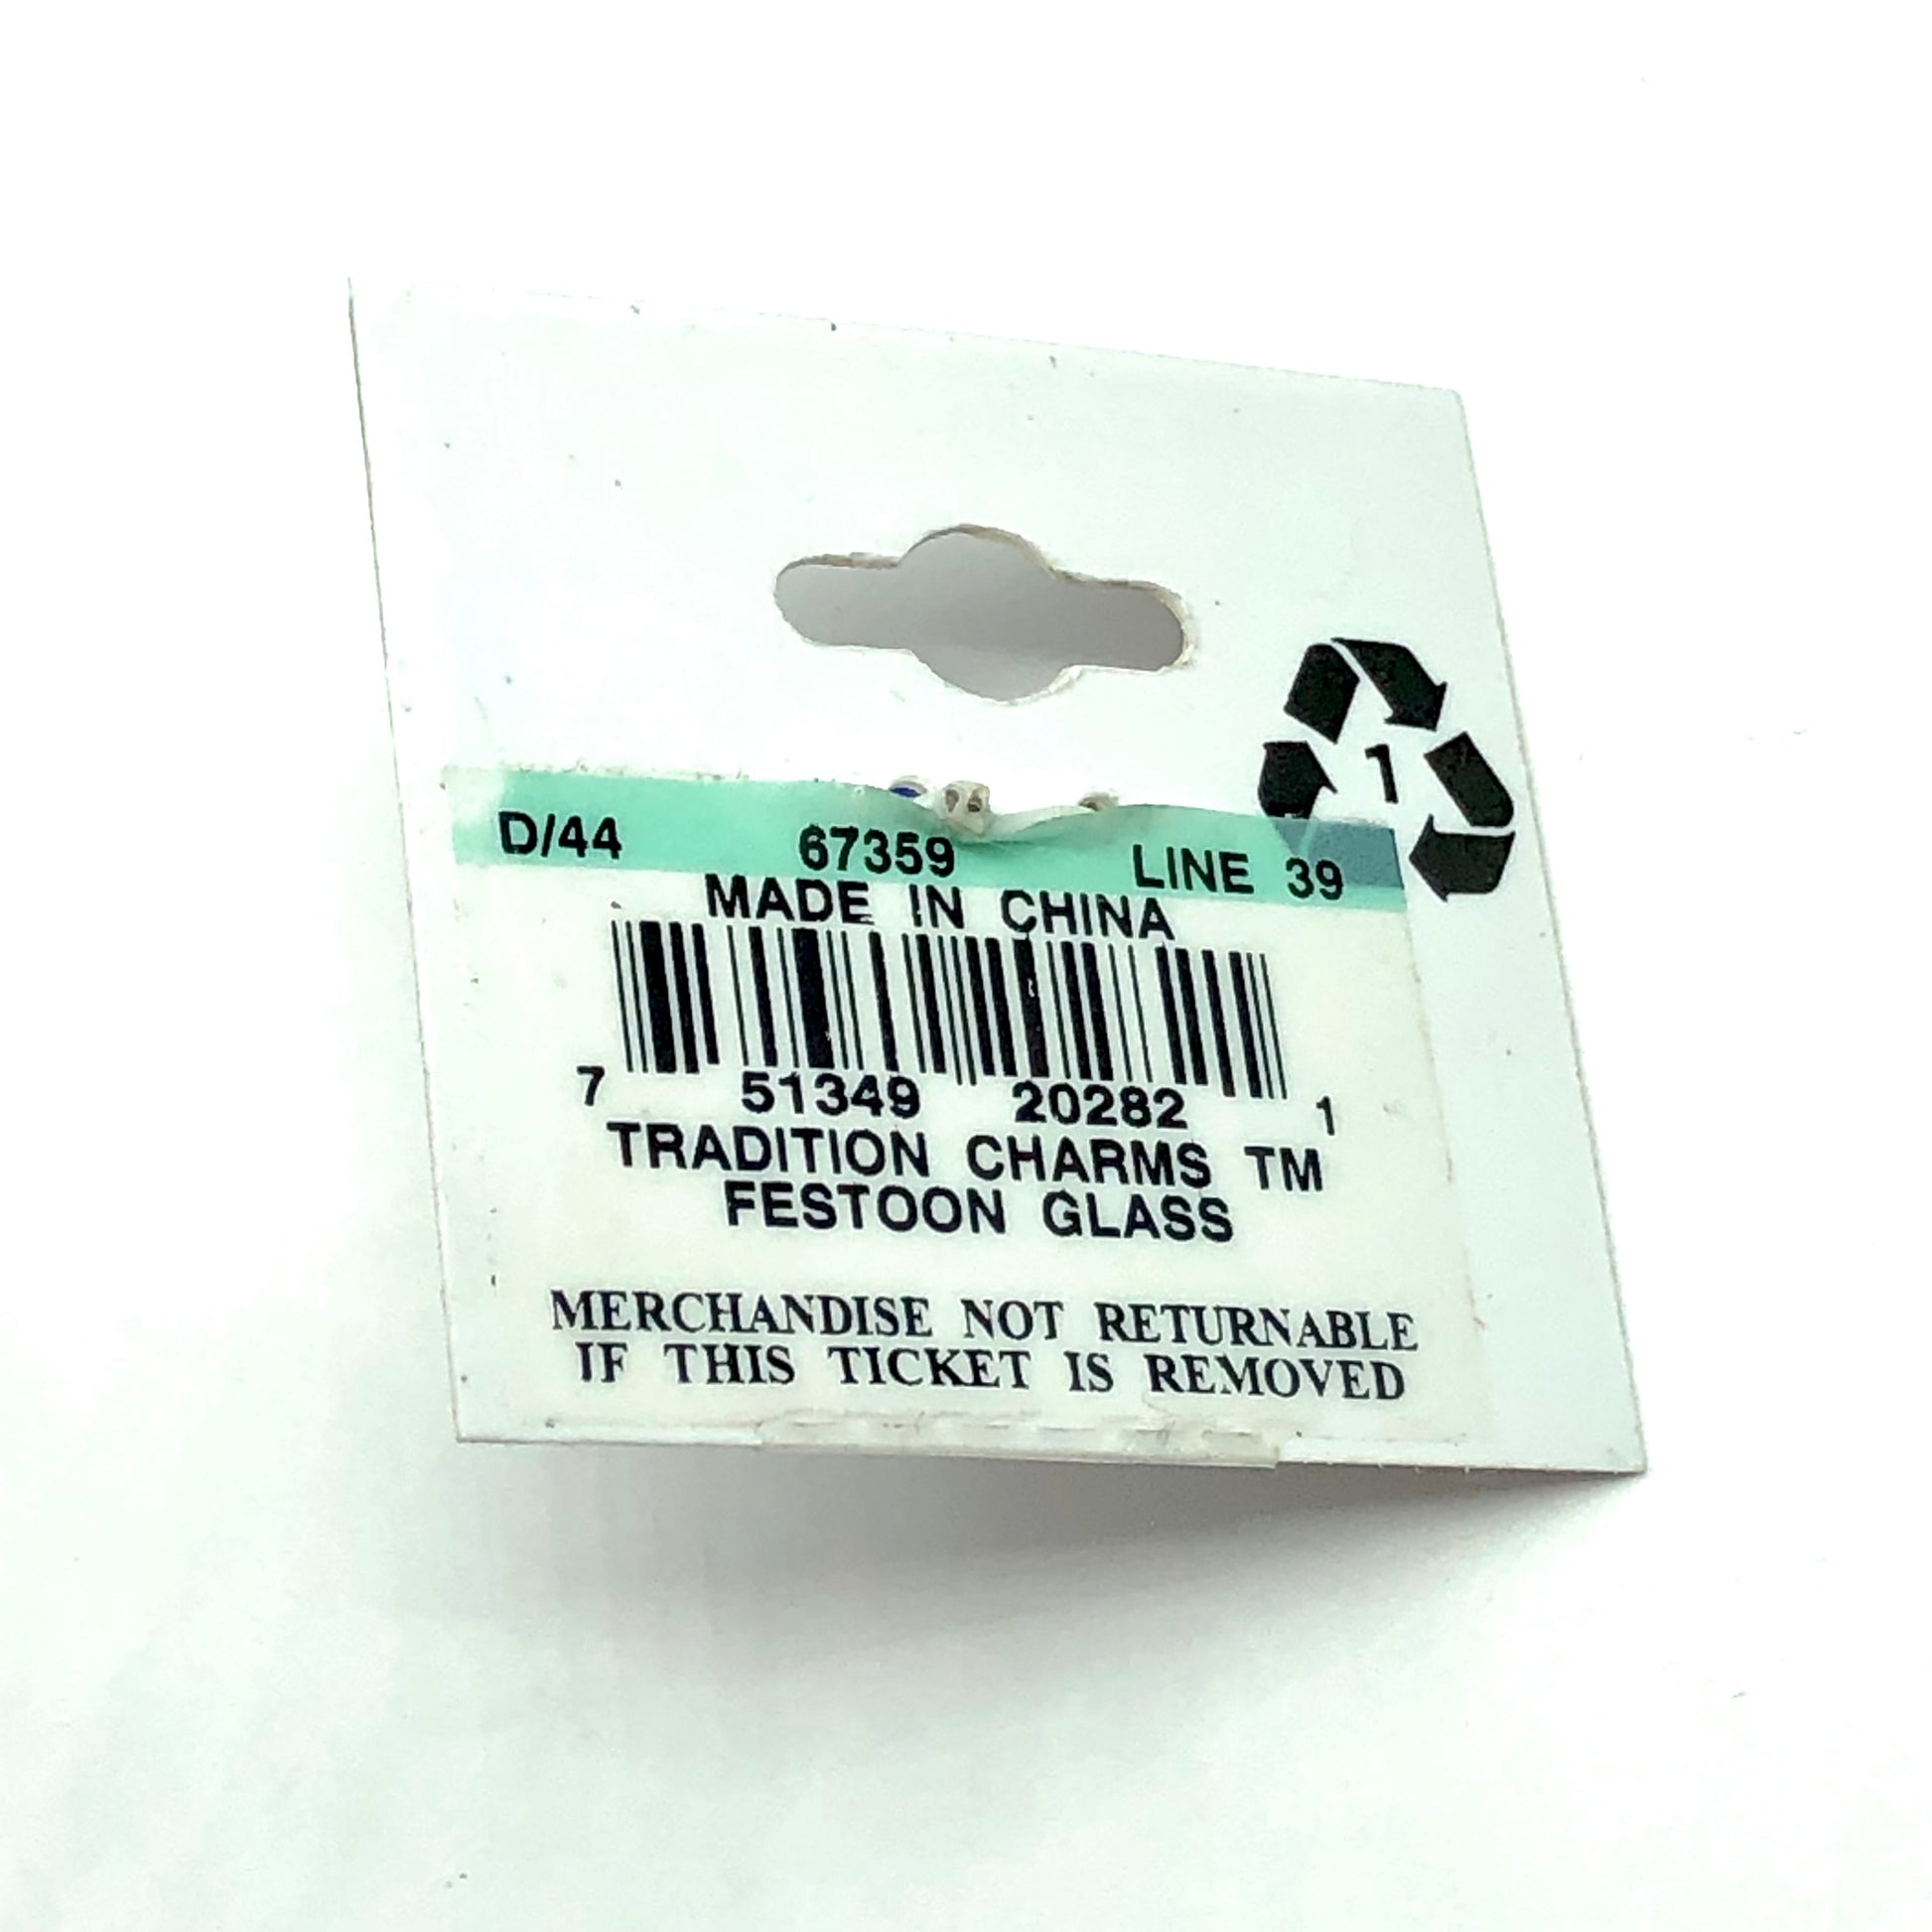 1
D/44 67359 LINE 39
MADE IN CHINA
7 51349 20282 1
TRADITION CHARMS TM
FESTOON GLASS
MERCHANDISE NOT RETURNABLE
IF THIS TICKET IS REMOVED